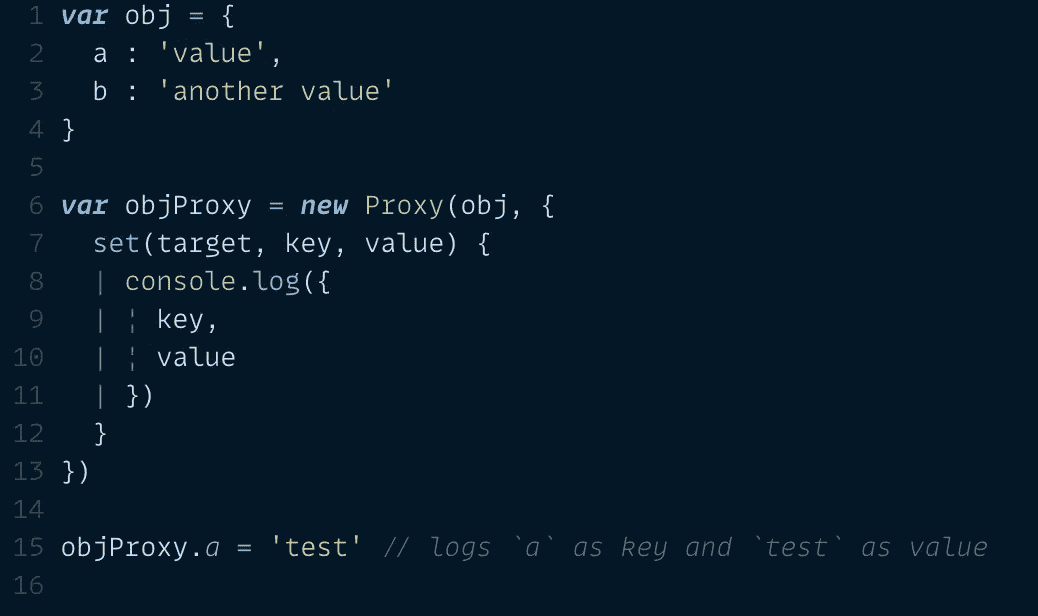 1 var obj = {
2   a : 'value',
3   b : 'another value'
4 }
5
6 var objProxy = new Proxy(obj, {
7   set(target, key, value) {
8   | console.log({
9   | ¦ key,
10   | ¦ value
11   | })
12   }
13 })
14
15 objProxy.a = 'test' // logs `a` as key and `test` as value
16